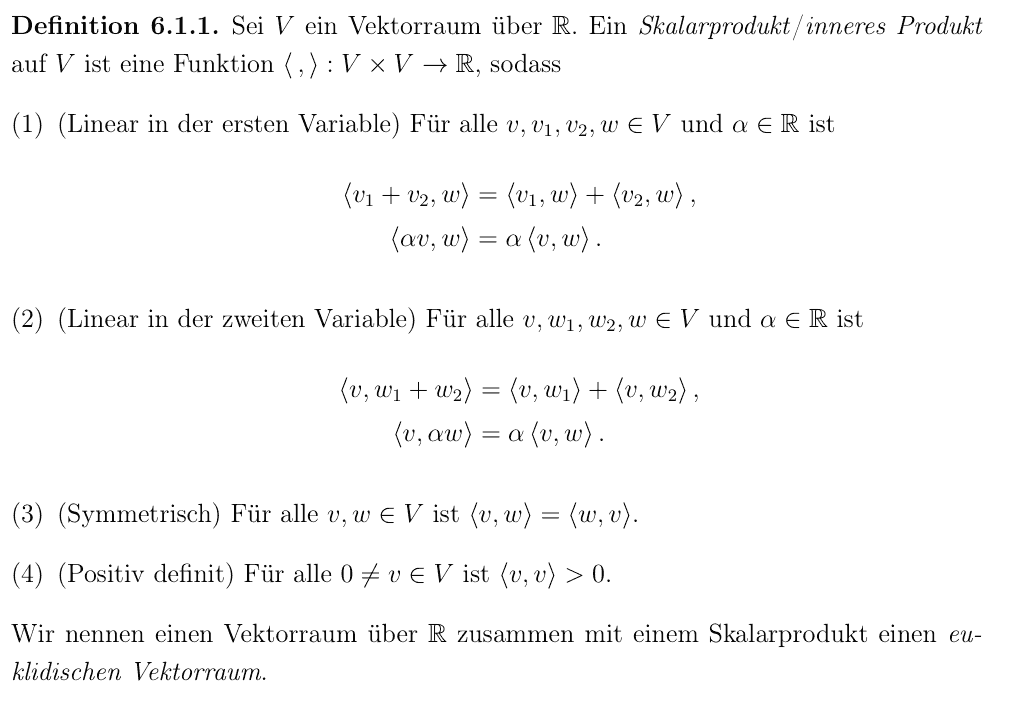 Definition 6.1.1. Sei V ein Vektorraum über ℝ. Ein Skalarprodukt/inneres Produkt
auf V ist eine Funktion ⟨ , ⟩ : V × V → ℝ, sodass
(1) (Linear in der ersten Variable) Für alle v, v₁, v₂, w ∈ V und α ∈ ℝ ist
⟨v₁ + v₂, w⟩ = ⟨v₁, w⟩ + ⟨v₂, w⟩ ,
⟨αv, w⟩ = α ⟨v, w⟩ .
(2) (Linear in der zweiten Variable) Für alle v, w₁, w₂, w ∈ V und α ∈ ℝ ist
⟨v, w₁ + w₂⟩ = ⟨v, w₁⟩ + ⟨v, w₂⟩ ,
⟨v, αw⟩ = α ⟨v, w⟩ .
(3) (Symmetrisch) Für alle v, w ∈ V ist ⟨v, w⟩ = ⟨w, v⟩.
(4) (Positiv definit) Für alle 0 ≠ v ∈ V ist ⟨v, v⟩ > 0.
Wir nennen einen Vektorraum über ℝ zusammen mit einem Skalarprodukt einen eu-
klidischen Vektorraum.